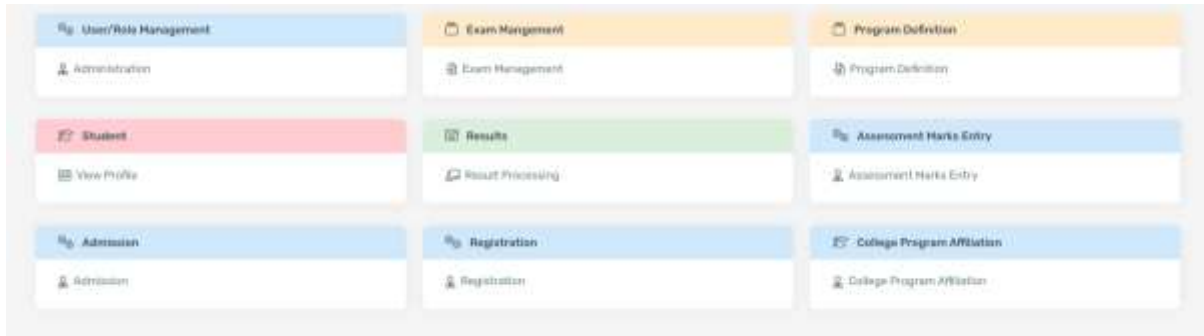 User/Role Management
Administration
Exam Mangement
Exam Management
Program Definition
Program Definition
Student
View Profile
Results
Result Processing
Assessment Marks Entry
Assessment Marks Entry
Admission
Admission
Registration
Registration
College Program Affiliation
College Program Affiliation